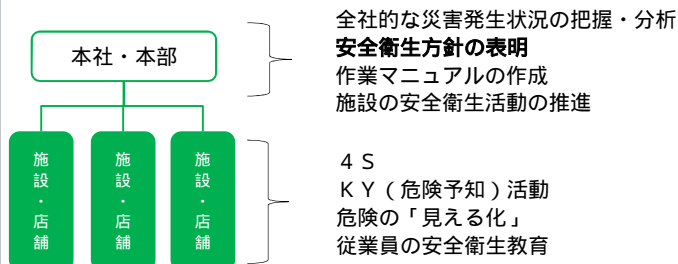 本社・本部
全社的な災害発生状況の把握・分析
安全衛生方針の表明
作業マニュアルの作成
施設の安全衛生活動の推進
施設・店舗
施設・店舗
施設・店舗
４Ｓ
ＫＹ（危険予知）活動
危険の「見える化」
従業員の安全衛生教育